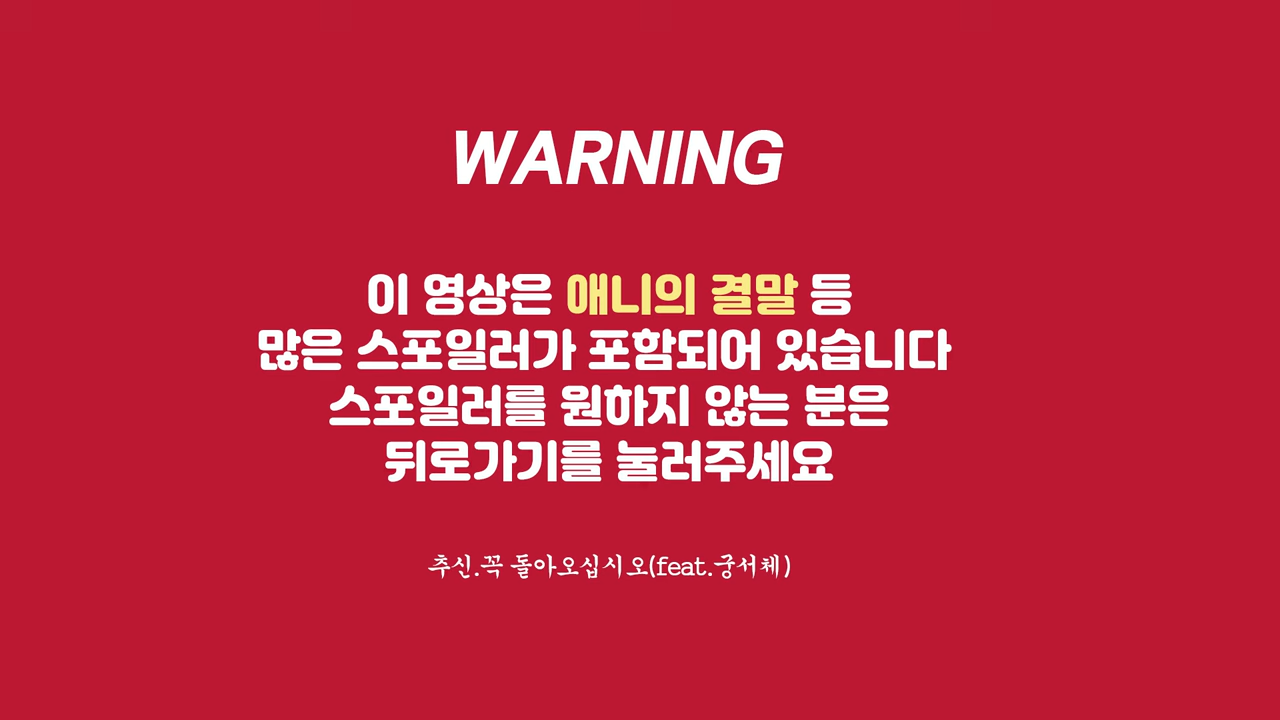 WARNING
이 영상은 애니의 결말 등
많은 스포일러가 포함되어 있습니다
스포일러를 원하지 않는 분은
뒤로가기를 눌러주세요
추신.꼭 돌아오십시오(feat.궁서체)